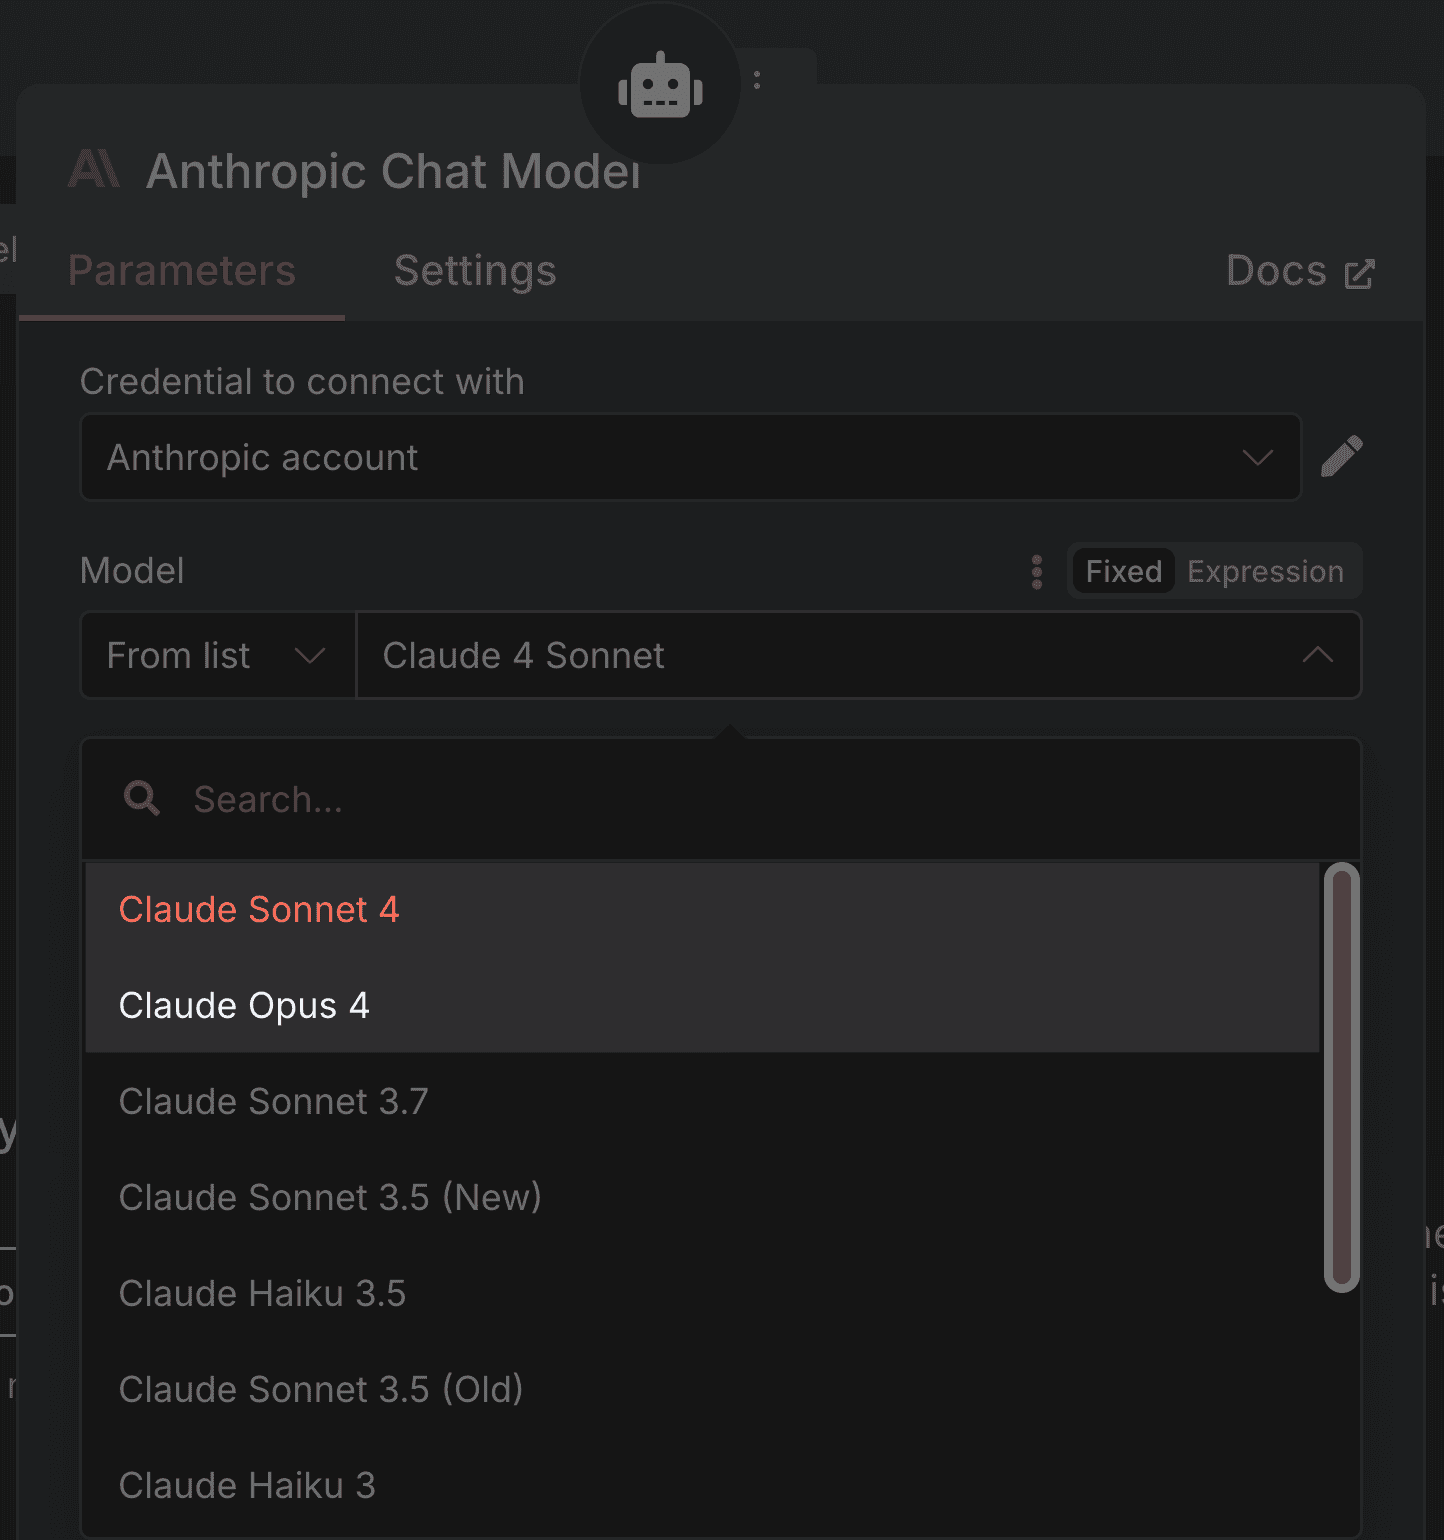 Anthropic Chat Model
Parameters Settings Docs
Credential to connect with
Anthropic account
Model Fixed Expression
From list Claude 4 Sonnet
Search...
Claude Sonnet 4
Claude Opus 4
Claude Sonnet 3.7
Claude Sonnet 3.5 (New)
Claude Haiku 3.5
Claude Sonnet 3.5 (Old)
Claude Haiku 3